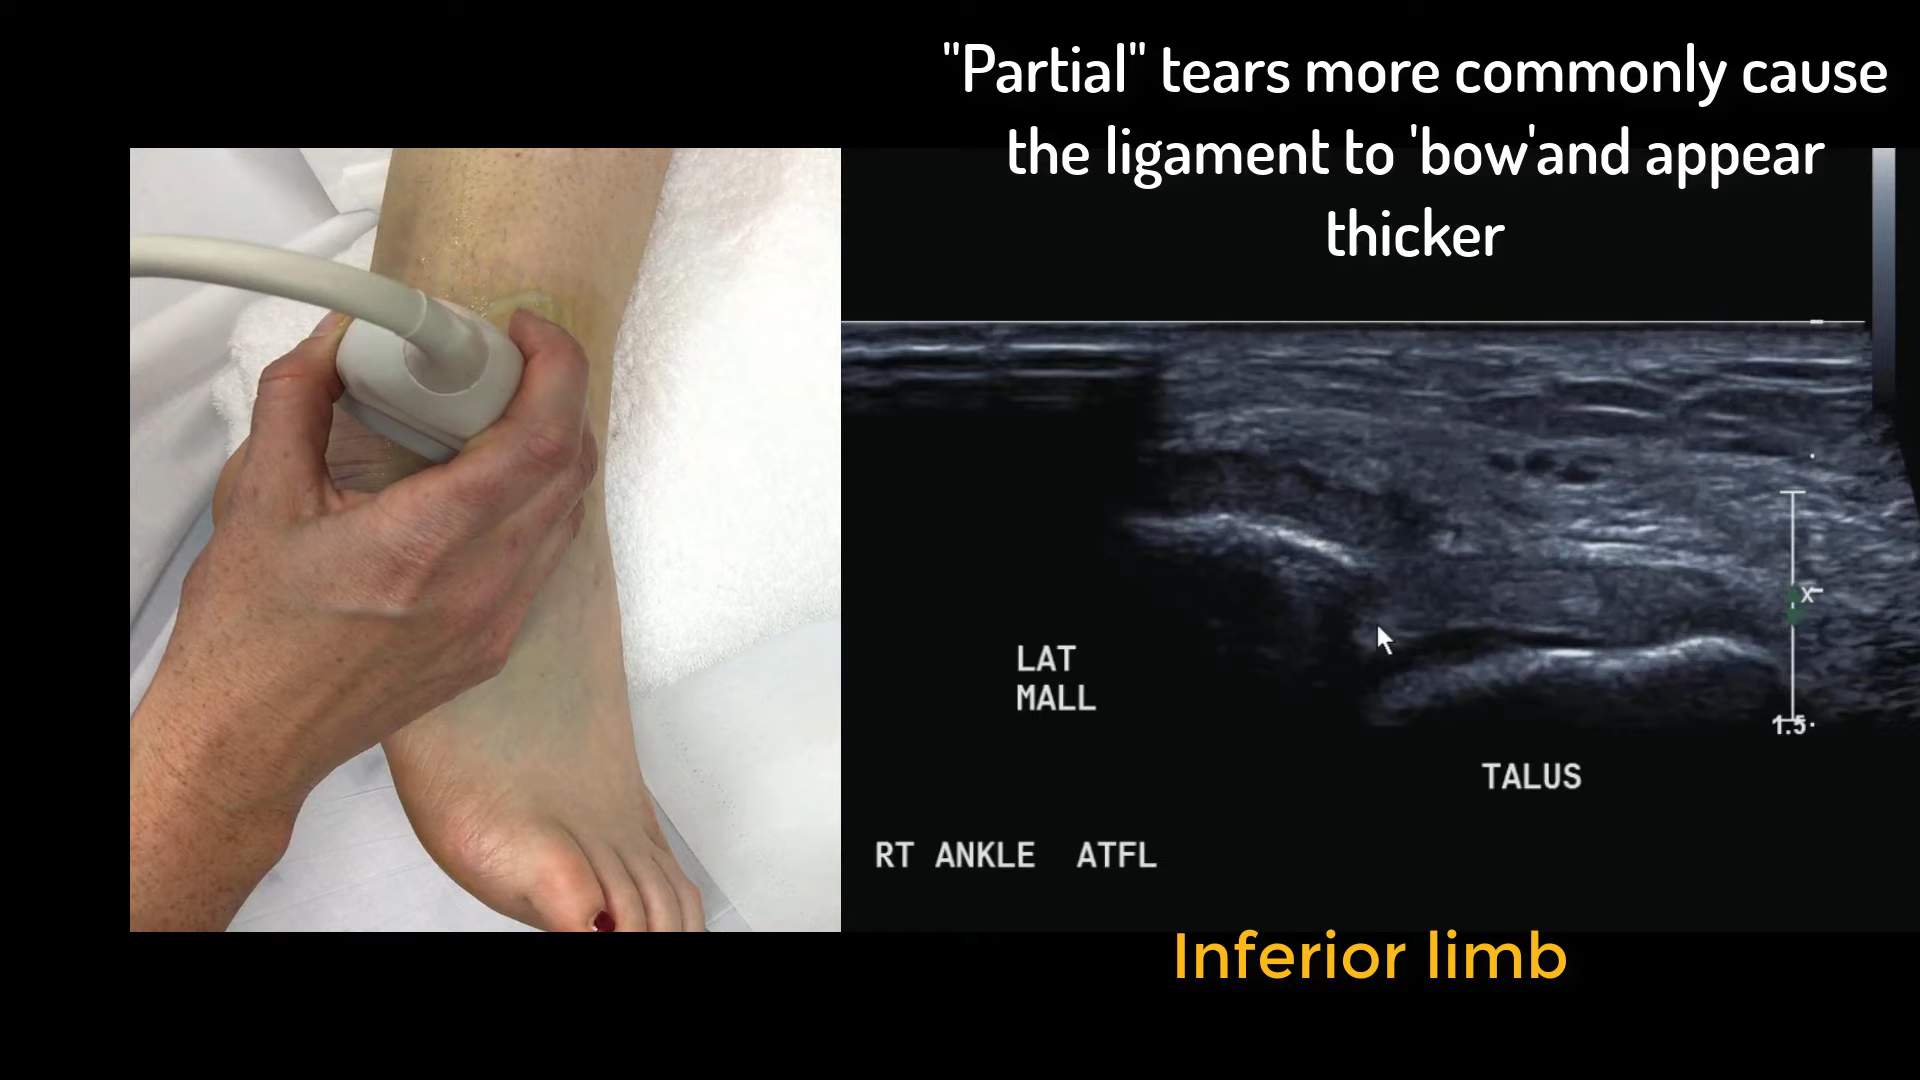 "Partial" tears more commonly cause
the ligament to 'bow'and appear
thicker
LAT
MALL
x
1.5
TALUS
RT ANKLE ATFL
Inferior limb